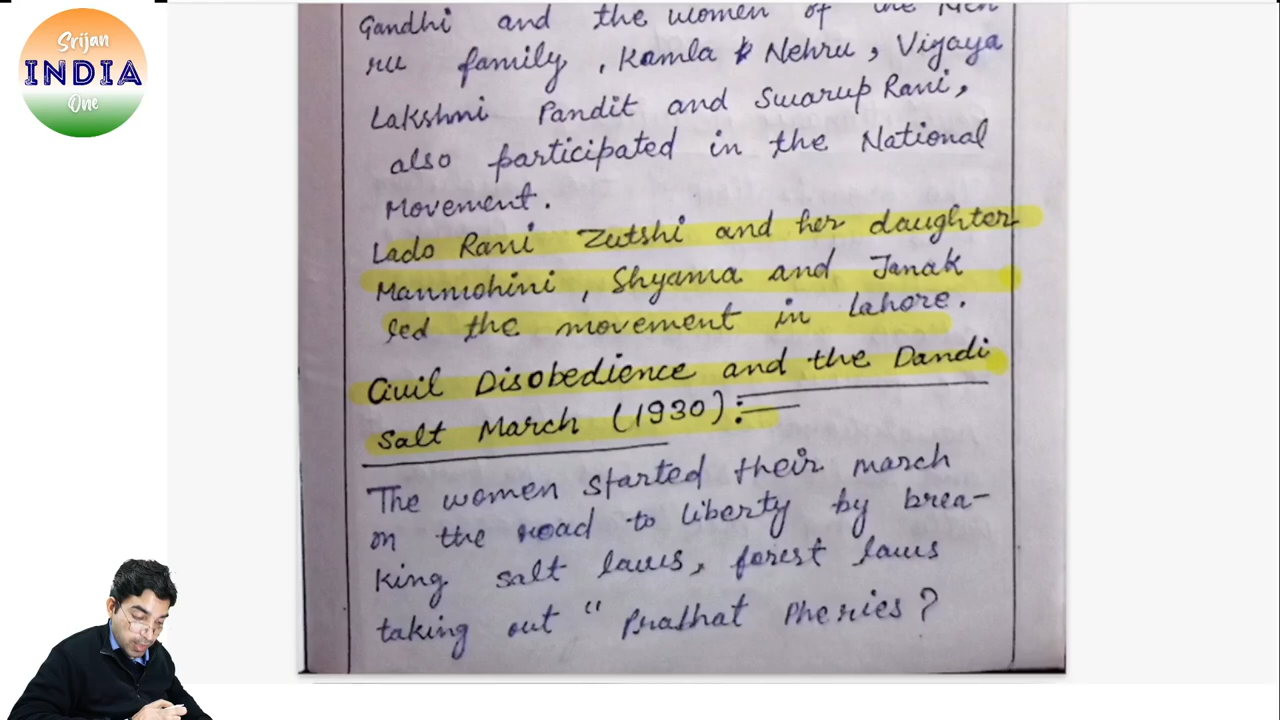 Srijan
INDIA
One
Gandhi and the women of the Neh
ru family, Kamla Nehru, Vijaya
Lakshmi Pandit and Swarup Rani,
also participated in the National
Movement.
Lado Rani Zutshi and her daughter
Manmohini, Shyama and Janak
led the movement in Lahore.
Civil Disobedience and the Dandi
Salt March (1930):=
The women started their march
on the road to liberty by brea-
king salt laws, forest laws
taking out "Prabhat Pheries?